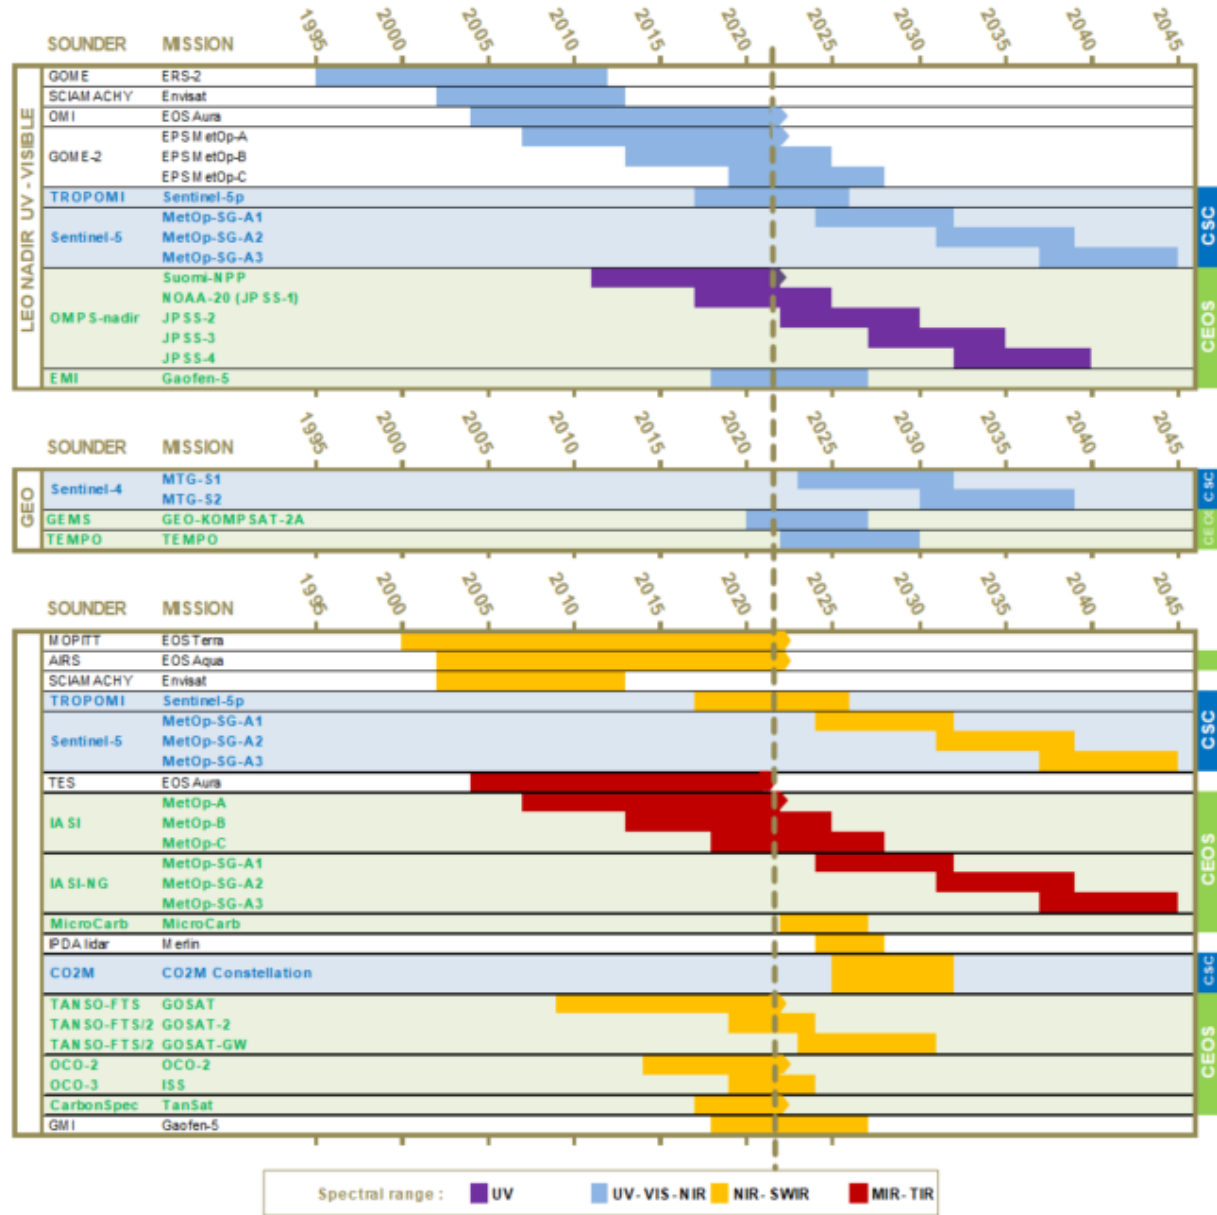 SOUNDER MISSION 1995 2000 2005 2010 2015 2020 2025 2030 2035 2040 2045
LEO NADIR UV - VISIBLE
GOME ERS-2
SCIAMACHY Envisat
OMI EOS Aura
EPS MetOp-A
GOME-2 EPS MetOp-B
EPS MetOp-C
TROPOMI Sentinel-5p
MetOp-SG-A1
Sentinel-5 MetOp-SG-A2
MetOp-SG-A3
CSC
Suomi-NPP
NOAA-20 (JPSS-1)
OMPS-nadir JPSS-2
JPSS-3
JPSS-4
EMI Gaofen-5
CEOS
SOUNDER MISSION 1995 2000 2005 2010 2015 2020 2025 2030 2035 2040 2045
GEO
Sentinel-4 MTG-S1
MTG-S2
CSC
GEMS GEO-KOMPSAT-2A
TEMPO TEMPO
CEOS
SOUNDER MISSION 1995 2000 2005 2010 2015 2020 2025 2030 2035 2040 2045
MOPITT EOS Terra
AIRS EOS Aqua
SCIAMACHY Envisat
TROPOMI Sentinel-5p
MetOp-SG-A1
Sentinel-5 MetOp-SG-A2
MetOp-SG-A3
CSC
TES EOS Aura
MetOp-A
IASI MetOp-B
MetOp-C
MetOp-SG-A1
IASI-NG MetOp-SG-A2
MetOp-SG-A3
MicroCarb MicroCarb
CEOS
IPDA lidar Merlin
CO2M CO2M Constellation
CSC
TANSO-FTS GOSAT
TANSO-FTS/2 GOSAT-2
TANSO-FTS/2 GOSAT-GW
OCO-2 OCO-2
OCO-3 ISS
CarbonSpec TanSat
CEOS
GMI Gaofen-5
Spectral range : UV UV-VIS-NIR NIR-SWIR MIR-TIR